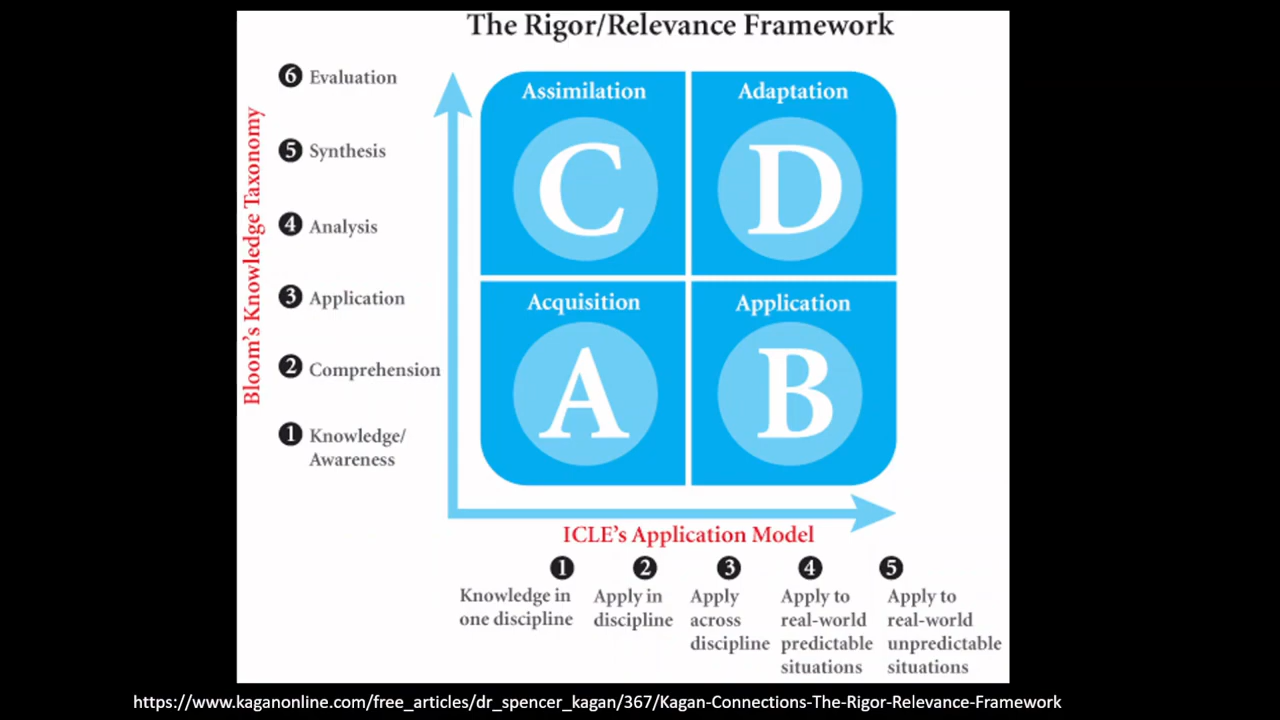 The Rigor/Relevance Framework
Bloom's Knowledge Taxonomy
6 Evaluation
5 Synthesis
4 Analysis
3 Application
2 Comprehension
1 Knowledge/
Awareness
Assimilation
C
Adaptation
D
Acquisition
A
Application
B
ICLE's Application Model
1
Knowledge in
one discipline
2
Apply in
discipline
3
Apply
across
discipline
4
Apply to
real-world
predictable
situations
5
Apply to
real-world
unpredictable
situations
https://www.kaganonline.com/free_articles/dr_spencer_kagan/367/Kagan-Connections-The-Rigor-Relevance-Framework